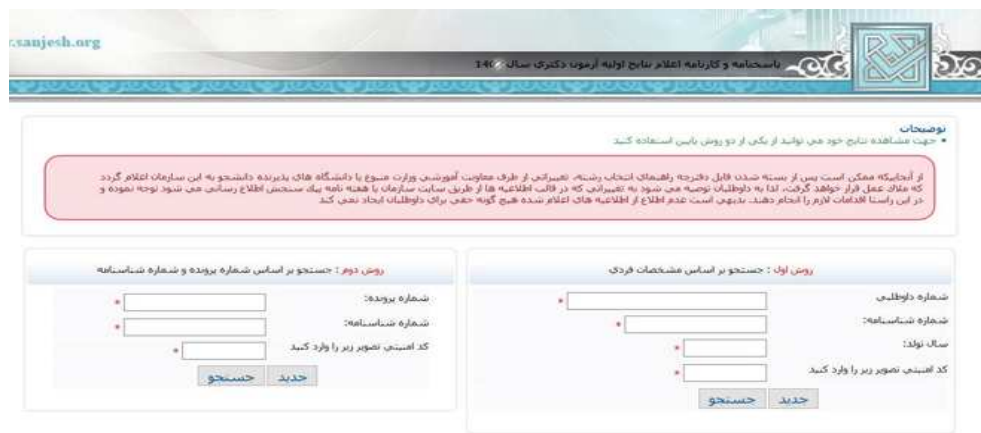 .sanjesh.org
پاسخنامه و کارنامه اعلام نتایج اولیه آزمون دکتری سال
توضیحات
جهت مشاهده نتایج خود می توانید از یکی از دو روش پایین استفاده کنید
از آنجاییکه ممکن است پس از بسته شدن فایل دفترچه راهنمای انتخاب رشته، تغییراتی از طرف معاونت آموزشی وزارت متبوع یا دانشگاه های پذیرنده دانشجو به این سازمان اعلام گردد
که ملاک عمل قرار خواهد گرفت، لذا به داوطلبان توصیه می شود به تغییراتی که در قالب اطلاعیه ها از طریق سایت سازمان یا هفته نامه پیک سنجش اطلاع رسانی می شود توجه نموده و
در این راستا اقدامات لازم را انجام دهند. بدیهی است عدم اطلاع از اطلاعیه های اعلام شده هیچ گونه حقی برای داوطلبان ایجاد نمی کند
روش اول : جستجو بر اساس مشخصات فردی
شماره داوطلبی *
شماره شناسنامه: *
سال تولد: *
کد امنیتی تصویر زیر را وارد کنید *
جدید جستجو
روش دوم : جستجو بر اساس شماره پرونده و شماره شناسنامه
شماره پرونده: *
شماره شناسنامه: *
کد امنیتی تصویر زیر را وارد کنید *
جدید جستجو